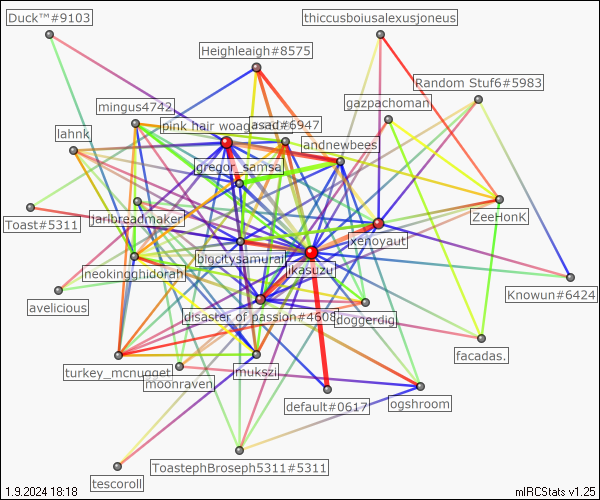 Duck™#9103
thiccusboiusalexusjoneus
Heighleaigh#8575
Random Stuf6#5983
mingus4742
gazpachoman
pink hair woaga
asad#6947
lahnk
andnewbees
gregor_samsa
jarlbreadmaker
Toast#5311
ZeeHonK
xenoyaut
bigcitysamurai
neokingghidorah
ikasuzu
Knowun#6424
avelicious
disaster of passion#4608
doggerdig
facadas.
turkey_mcnugget
mukszi
moonraven
default#0617
ogshroom
ToastephBroseph5311#5311
tescoroll
1.9.2024 18:18
mIRCStats v1.25